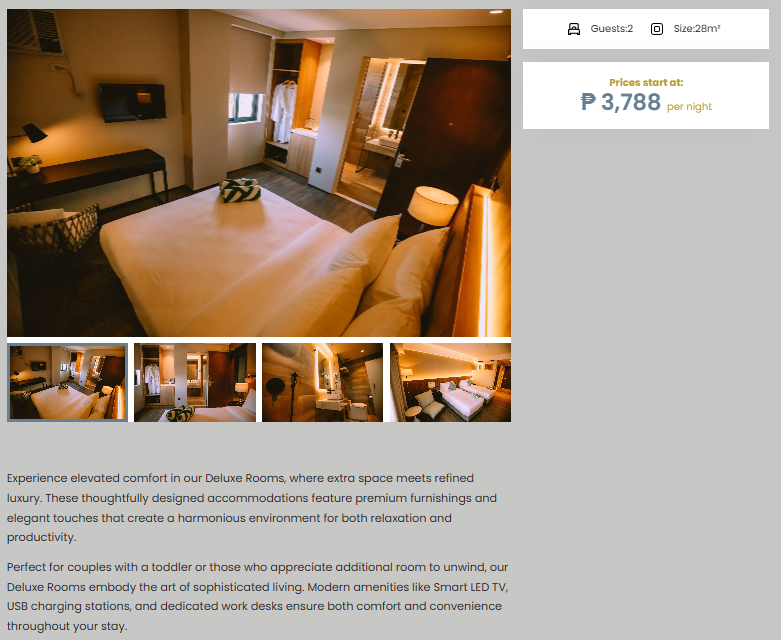 Guests:2 Size:28m²
Prices start at:
₱ 3,788 per night
Experience elevated comfort in our Deluxe Rooms, where extra space meets refined
luxury. These thoughtfully designed accommodations feature premium furnishings and
elegant touches that create a harmonious environment for both relaxation and
productivity.
Perfect for couples with a toddler or those who appreciate additional room to unwind, our
Deluxe Rooms embody the art of sophisticated living. Modern amenities like Smart LED TV,
USB charging stations, and dedicated work desks ensure both comfort and convenience
throughout your stay.